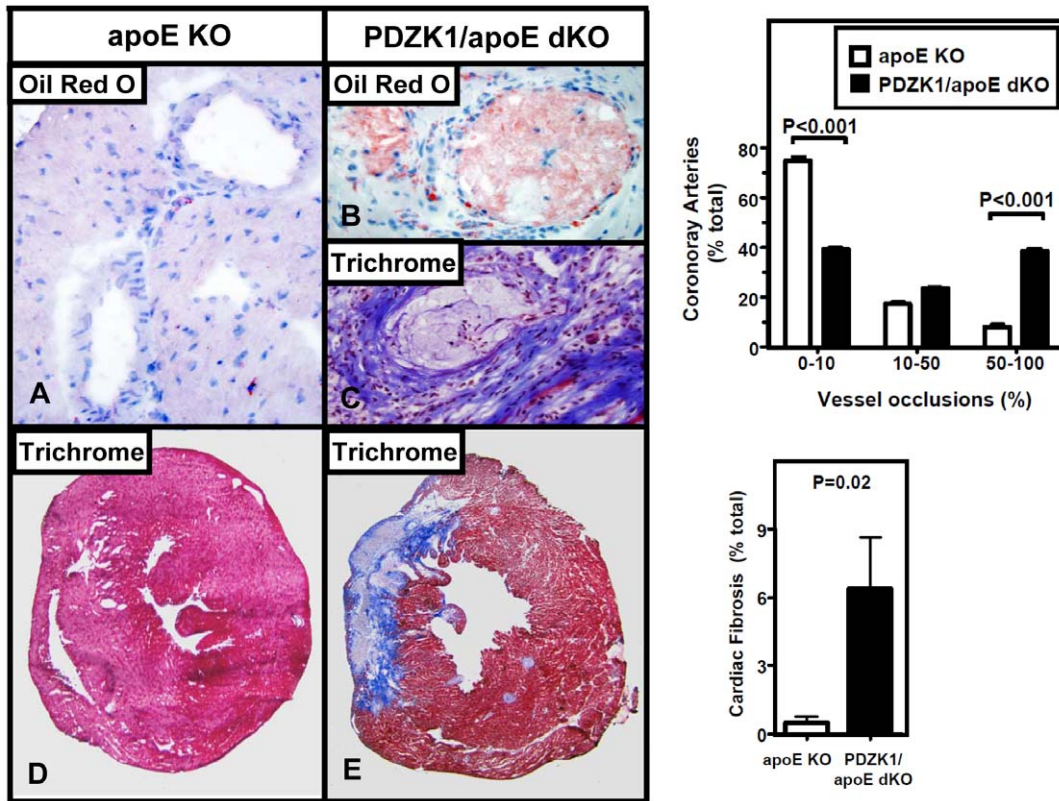 apoE KO
PDZK1/apoE dKO
Oil Red O
A
Oil Red O
B
Trichrome
C
Trichrome
D
Trichrome
E
apoE KO
PDZK1/apoE dKO
P<0.001
P<0.001
80
60
40
20
0
Coronoray Arteries
(% total)
0-10
10-50
50-100
Vessel occlusions (%)
P=0.02
9
6
3
0
Cardiac Fibrosis (% total)
apoE KO
PDZK1/
apoE dKO